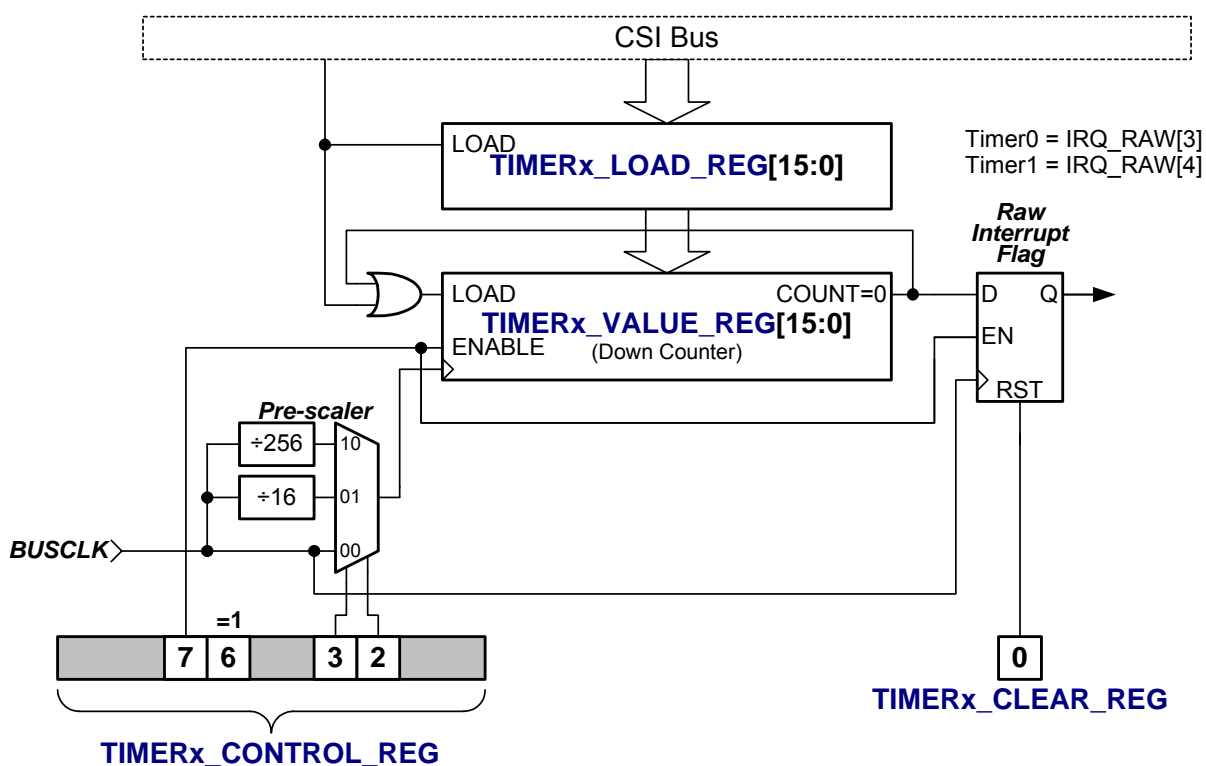 CSI Bus
LOAD
TIMERx_LOAD_REG[15:0]
Timer0 = IRQ_RAW[3]
Timer1 = IRQ_RAW[4]
Raw
Interrupt
Flag
LOAD
COUNT=0
TIMERx_VALUE_REG[15:0]
ENABLE
(Down Counter)
D
Q
EN
RST
Pre-scaler
÷256
10
÷16
01
BUSCLK
00
=1
7
6
3
2
0
TIMERx_CLEAR_REG
TIMERx_CONTROL_REG